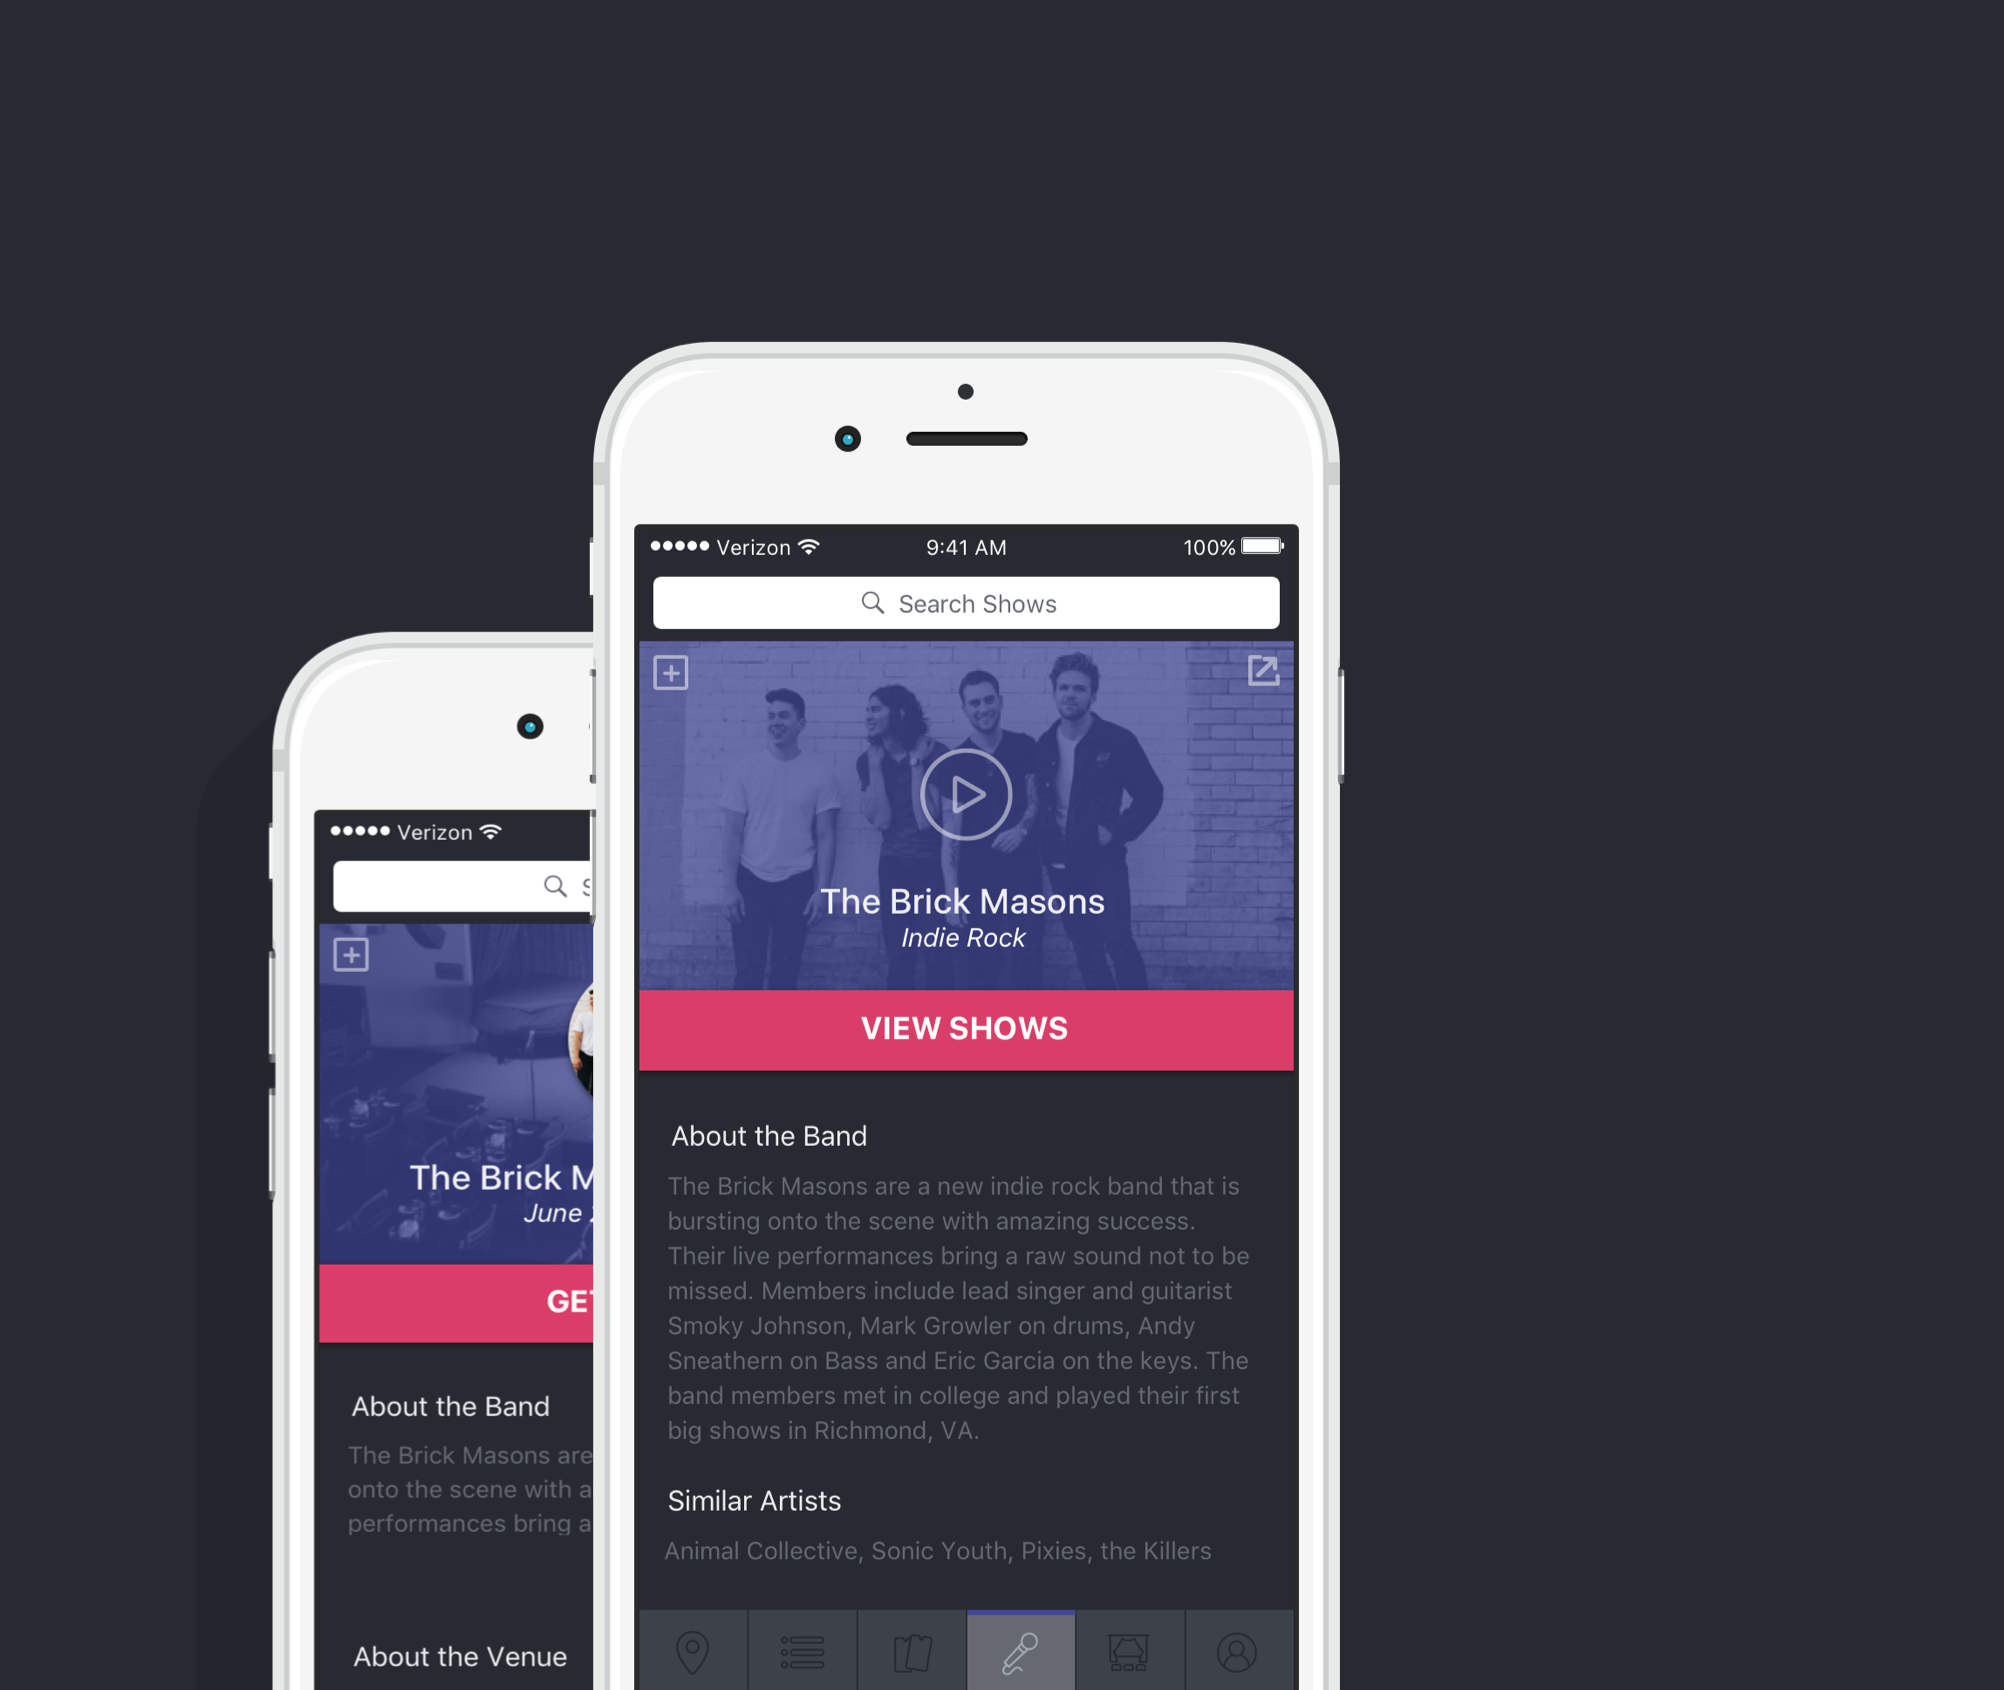 Verizon 9:41 AM 100%
Search Shows
The Brick Masons
Indie Rock
VIEW SHOWS
About the Band
The Brick Masons are a new indie rock band that is
bursting onto the scene with amazing success.
Their live performances bring a raw sound not to be
missed. Members include lead singer and guitarist
Smoky Johnson, Mark Growler on drums, Andy
Sneathern on Bass and Eric Garcia on the keys. The
band members met in college and played their first
big shows in Richmond, VA.
Similar Artists
Animal Collective, Sonic Youth, Pixies, the Killers
Verizon
The Brick
June
About the Band
The Brick Masons are
onto the scene with a
performances bring a
About the Venue